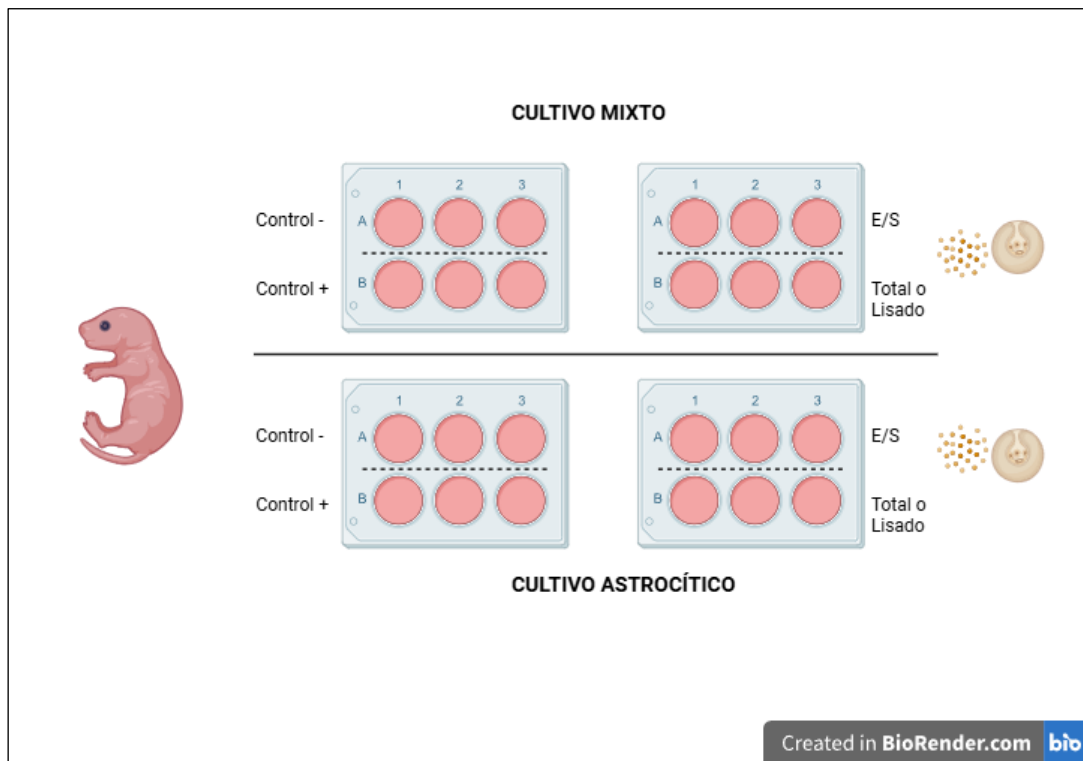 CULTIVO MIXTO
1 2 3
1 2 3
Control -
A
A
E/S
Control +
B
B
Total o
Lisado
1 2 3
1 2 3
Control -
A
A
E/S
Control +
B
B
Total o
Lisado
CULTIVO ASTROCÍTICO
Created in BioRender.com bio